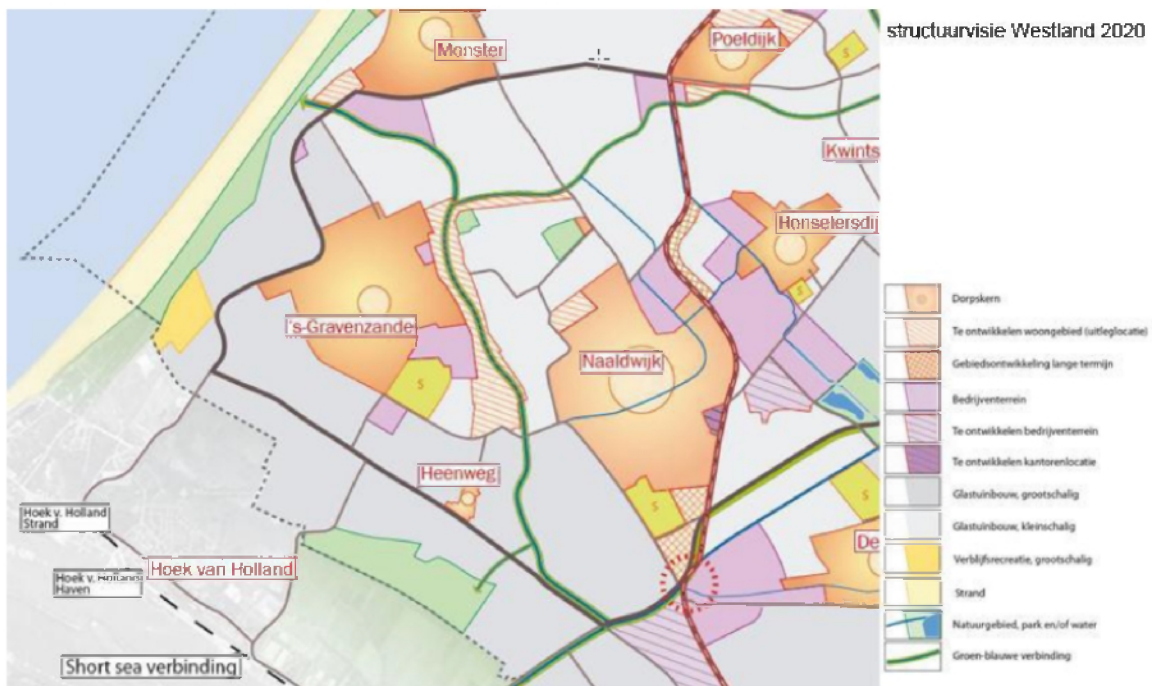 structuurvisie Westland 2020
Monster
Poeldijk
S
Kwints
Honselersdij
S
's-Gravenzande
Naaldwijk
S
Heenweg
S
S
De
Hoek v. Holland
Strand
Hoek van Holland
Hoek v. Holland
Haven
Short sea verbinding
Dorpskern
Te ontwikkelen woongebied (uitleglocatie)
Gebiedsontwikkeling lange termijn
Bedrijventerrein
Te ontwikkelen bedrijventerrein
Te ontwikkelen kantorenlocatie
Glastuinbouw, grootschalig
Glastuinbouw, kleinschalig
Verblijfsrecreatie, grootschalig
Strand
Natuurgebied, park en/of water
Groen-blauwe verbinding